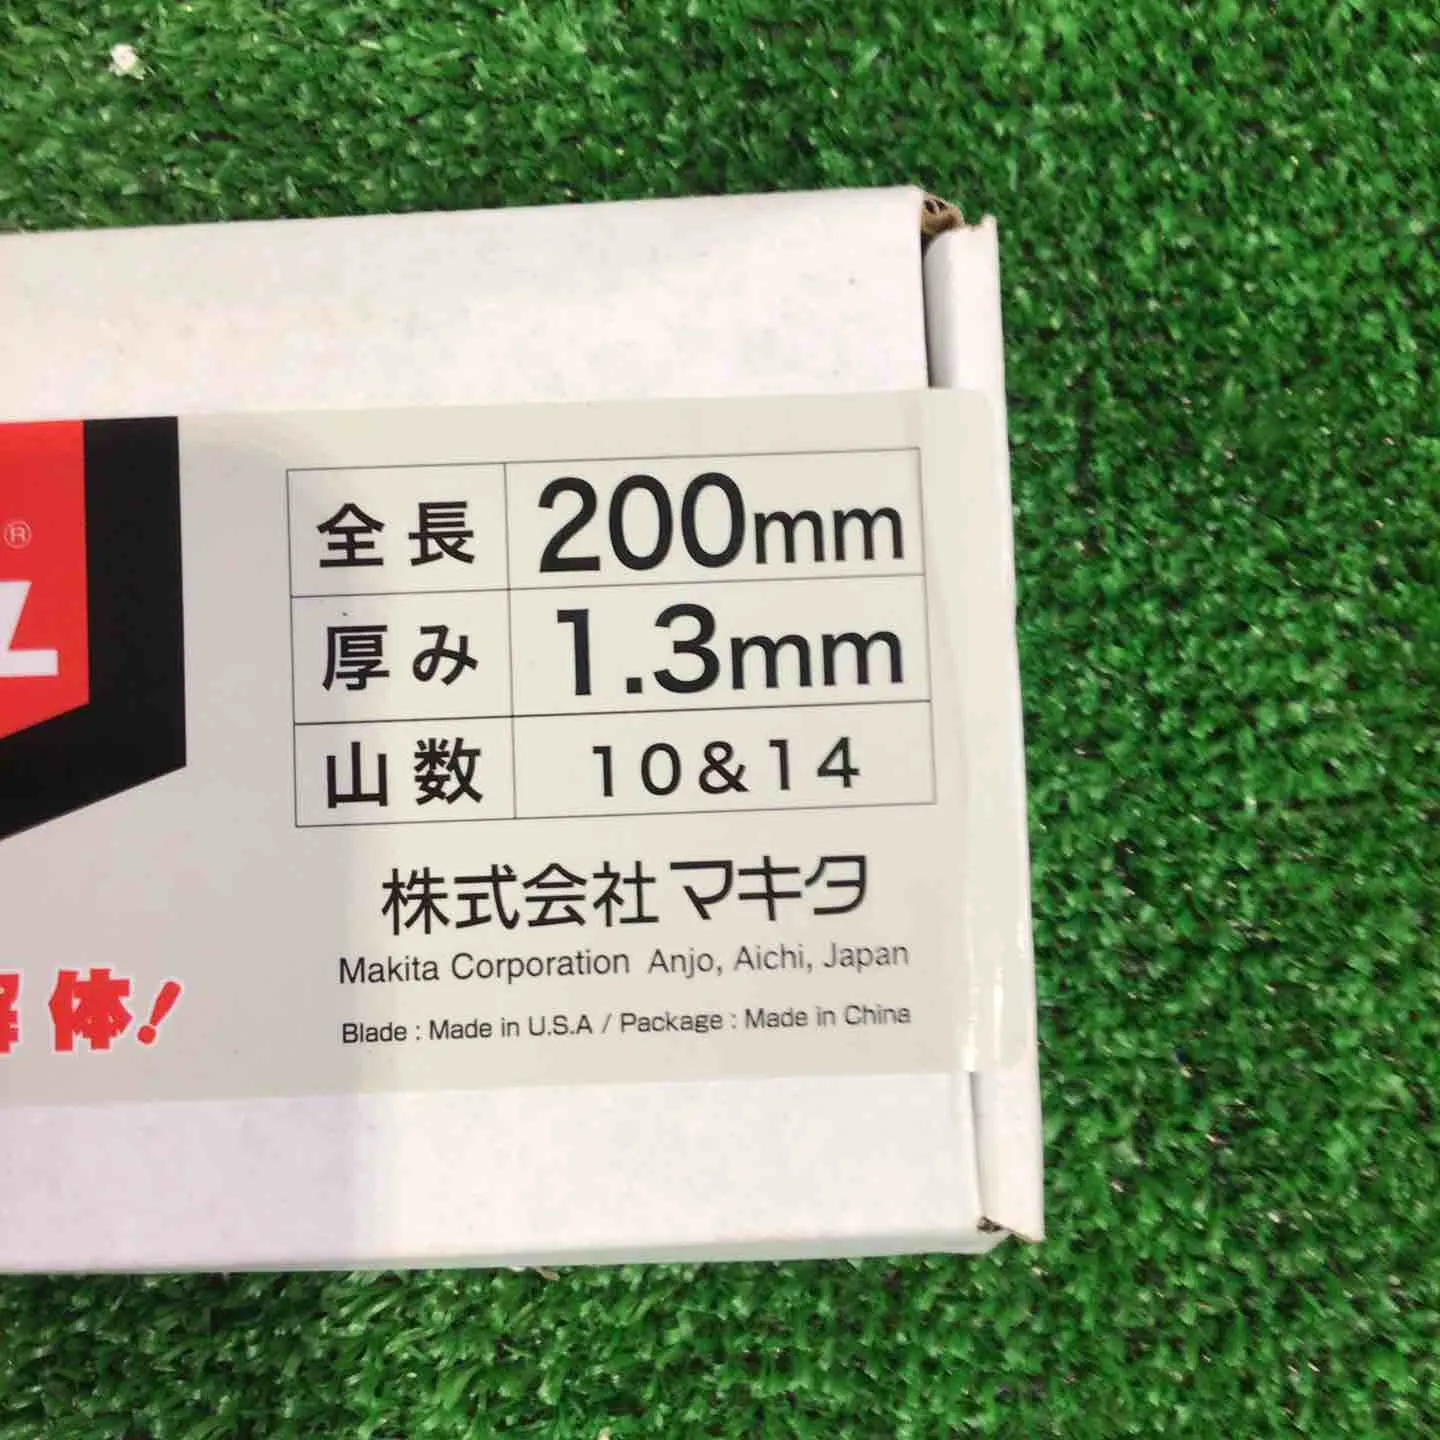 ®
全長 200mm
厚み 1.3mm
山数 10&14
株式会社マキタ
Makita Corporation Anjo, Aichi, Japan
Blade : Made in U.S.A / Package : Made in China
体!